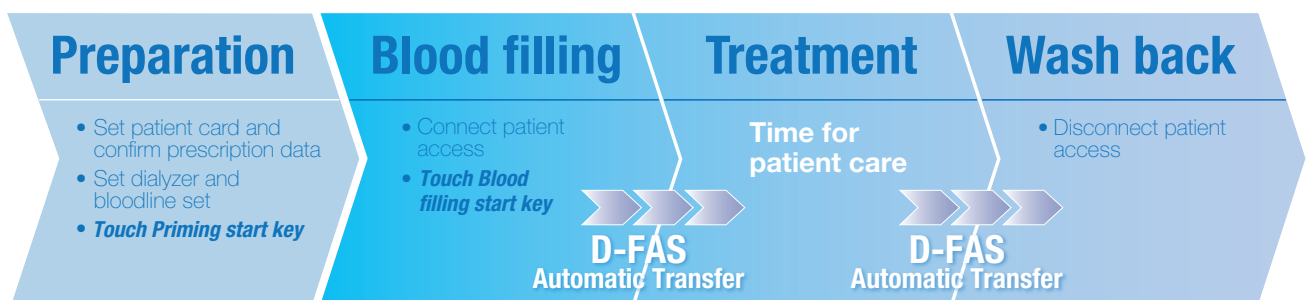 Preparation
• Set patient card and
confirm prescription data
• Set dialyzer and
bloodline set
• Touch Priming start key
Blood filling
• Connect patient
access
• Touch Blood
filling start key
D-FAS
Automatic Transfer
Treatment
Time for
patient care
D-FAS
Automatic Transfer
Wash back
• Disconnect patient
access